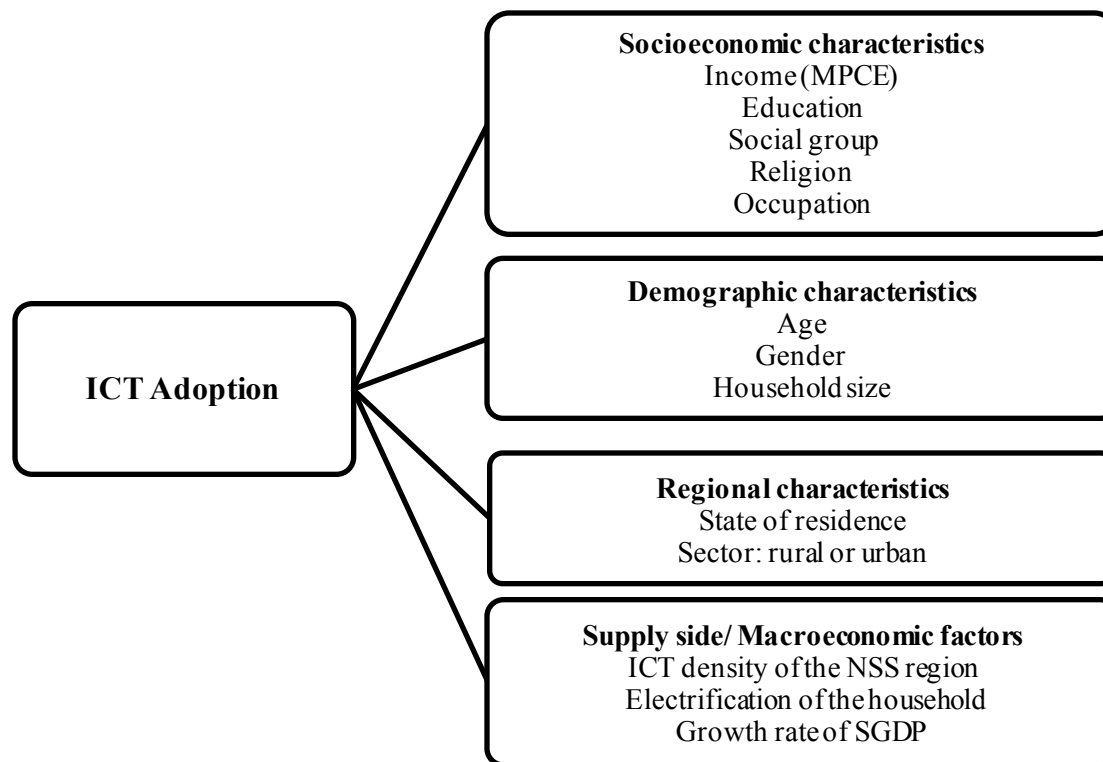 Socioeconomic characteristics
Income (MPCE)
Education
Social group
Religion
Occupation
Demographic characteristics
Age
Gender
Household size
ICT Adoption
Regional characteristics
State of residence
Sector: rural or urban
Supply side/ Macroeconomic factors
ICT density of the NSS region
Electrification of the household
Growth rate of SGDP